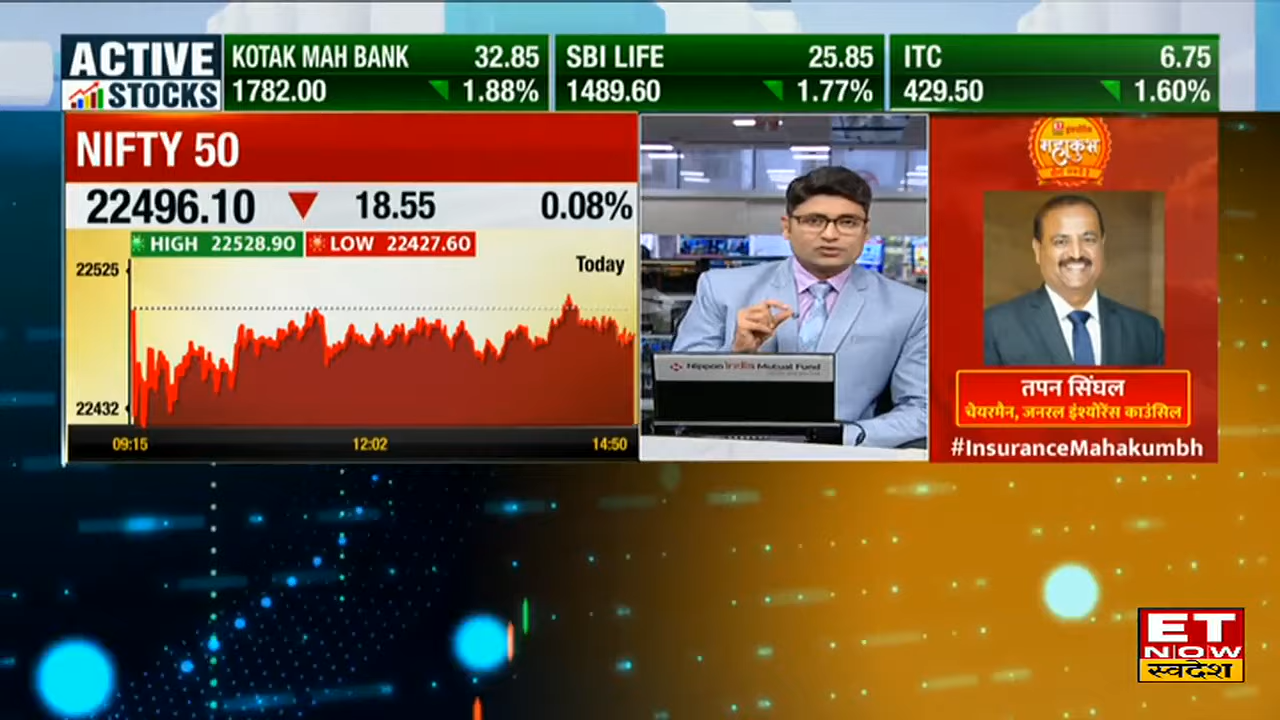 ACTIVE
STOCKS
KOTAK MAH BANK 32.85
1782.00 1.88%
SBI LIFE 25.85
1489.60 1.77%
ITC 6.75
429.50 1.60%
NIFTY 50
22496.10 18.55 0.08%
HIGH 22528.90 LOW 22427.60
Today
22525
22432
09:15 12:02 14:50
Nippon india Mutual Fund
महाकुंभ
तपन सिंघल
चेयरमैन, जनरल इंश्योरेंस काउंसिल
#InsuranceMahakumbh
ET
NOW
स्वदेश